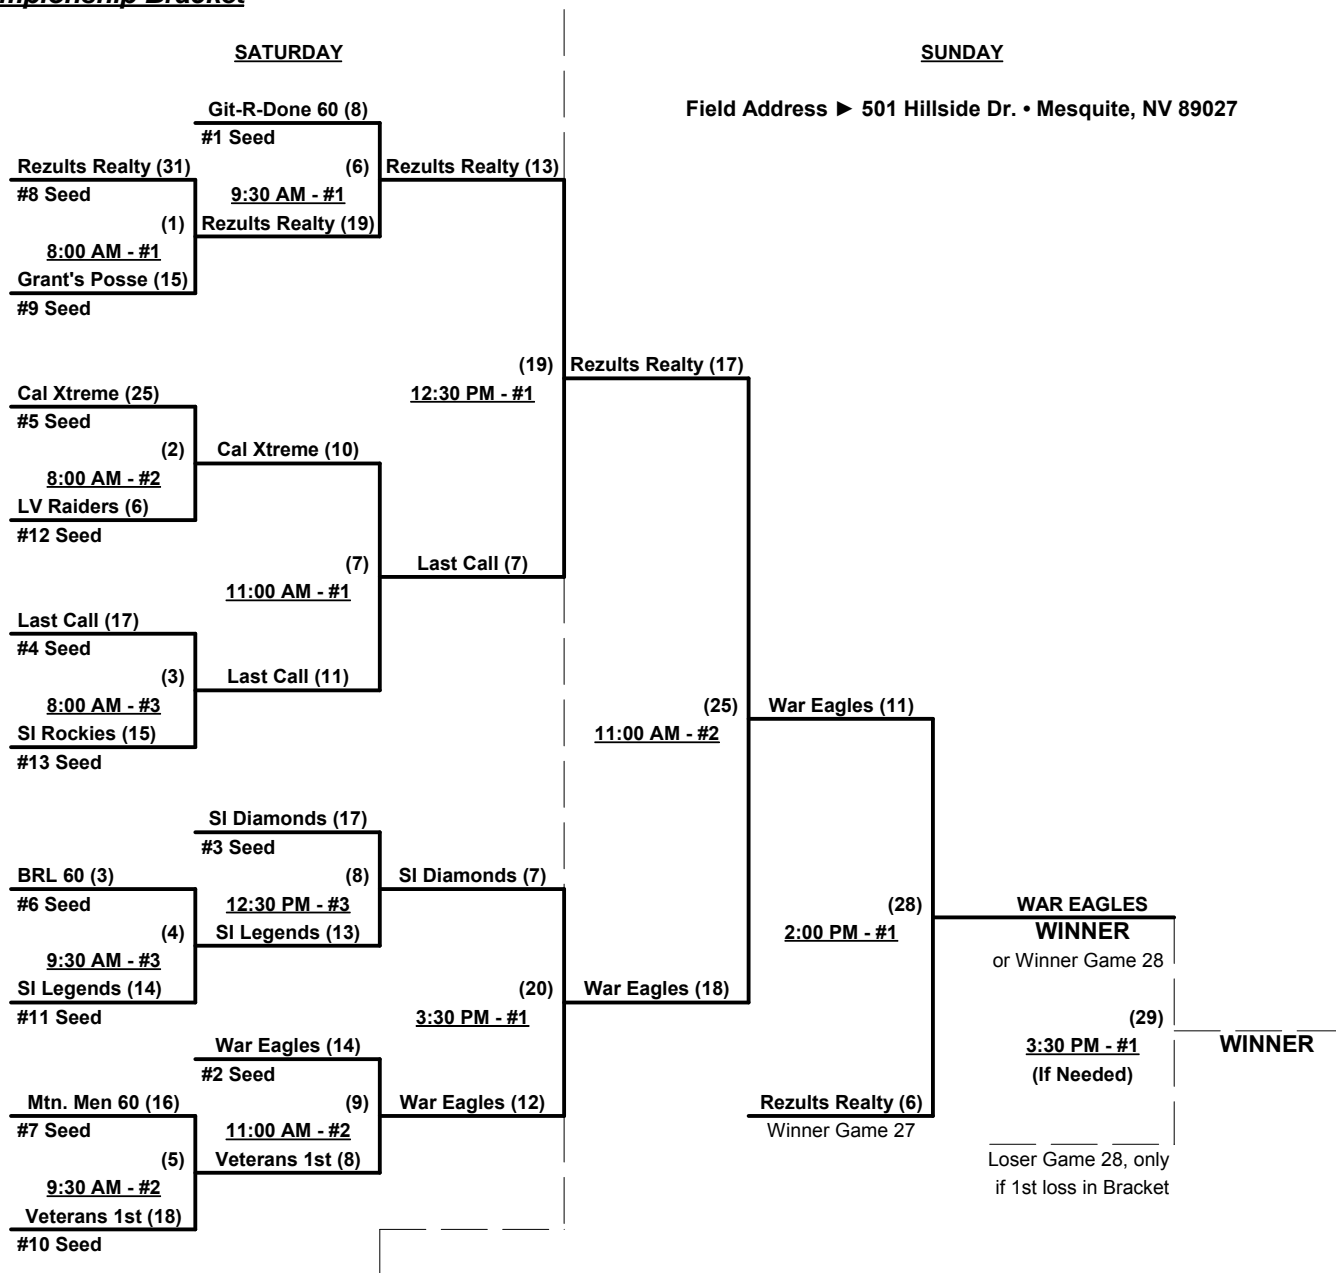 mpionship Bracket
SATURDAY
SUNDAY
Git-R-Done 60 (8)
Field Address ► 501 Hillside Dr. • Mesquite, NV 89027
#1 Seed
Rezults Realty (31)
(6)
Rezults Realty (13)
#8 Seed
9:30 AM - #1
(1)
Rezults Realty (19)
8:00 AM - #1
Grant's Posse (15)
#9 Seed
(19)
Rezults Realty (17)
12:30 PM - #1
Cal Xtreme (25)
#5 Seed
(2)
Cal Xtreme (10)
8:00 AM - #2
LV Raiders (6)
#12 Seed
(7)
Last Call (7)
11:00 AM - #1
Last Call (17)
#4 Seed
(3)
Last Call (11)
8:00 AM - #3
SI Rockies (15)
#13 Seed
(25)
War Eagles (11)
11:00 AM - #2
SI Diamonds (17)
#3 Seed
BRL 60 (3)
(8)
SI Diamonds (7)
#6 Seed
12:30 PM - #3
(4)
SI Legends (13)
9:30 AM - #3
SI Legends (14)
#11 Seed
(28)
WAR EAGLES
2:00 PM - #1
WINNER
or Winner Game 28
(20)
War Eagles (18)
3:30 PM - #1
(29)
3:30 PM - #1
WINNER
(If Needed)
War Eagles (14)
#2 Seed
Mtn. Men 60 (16)
(9)
War Eagles (12)
#7 Seed
11:00 AM - #2
Rezults Realty (6)
Winner Game 27
(5)
Veterans 1st (8)
9:30 AM - #2
Veterans 1st (18)
#10 Seed
Loser Game 28, only
if 1st loss in Bracket